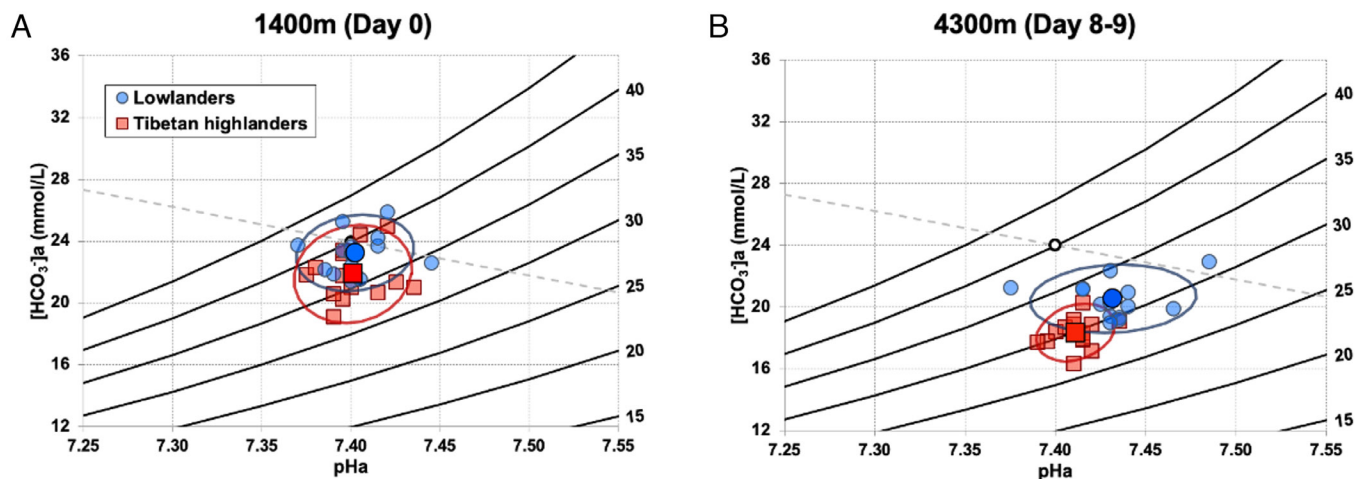 A
1400m (Day 0)
36
32
28
24
20
16
12
[HCO3-]a (mmol/L)
Lowlanders
Tibetan highlanders
40
35
30
25
20
15
7.25 7.30 7.35 7.40 7.45 7.50 7.55
pHa
B
4300m (Day 8-9)
36
32
28
24
20
16
12
[HCO3-]a (mmol/L)
40
35
30
25
20
15
7.25 7.30 7.35 7.40 7.45 7.50 7.55
pHa